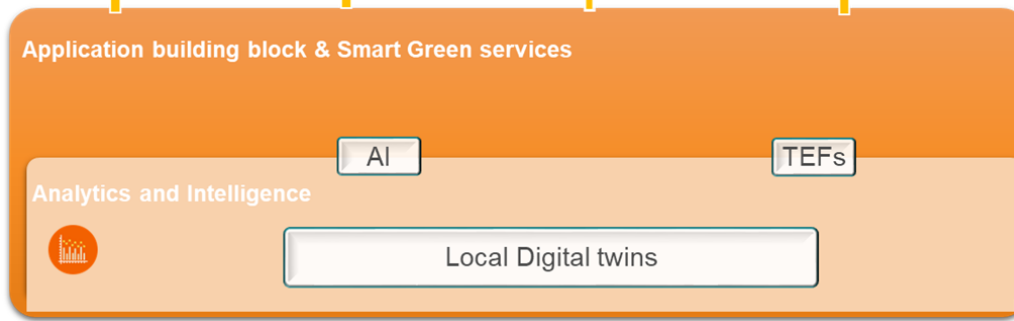 Application building block & Smart Green services
AI
TEFs
Analytics and Intelligence
Local Digital twins